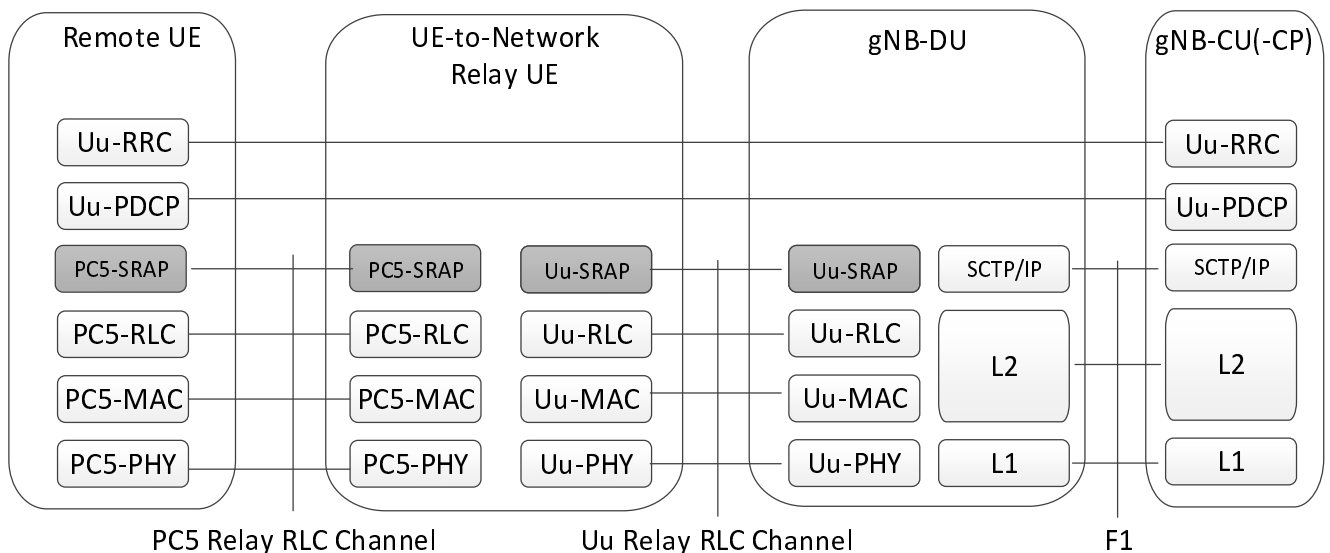 Remote UE
UE-to-Network
Relay UE
gNB-DU
gNB-CU(-CP)
Uu-RRC
Uu-RRC
Uu-PDCP
Uu-PDCP
PC5-SRAP
PC5-SRAP
Uu-SRAP
Uu-SRAP
SCTP/IP
SCTP/IP
PC5-RLC
PC5-RLC
Uu-RLC
Uu-RLC
L2
L2
PC5-MAC
PC5-MAC
Uu-MAC
Uu-MAC
PC5-PHY
PC5-PHY
Uu-PHY
Uu-PHY
L1
L1
PC5 Relay RLC Channel
Uu Relay RLC Channel
F1